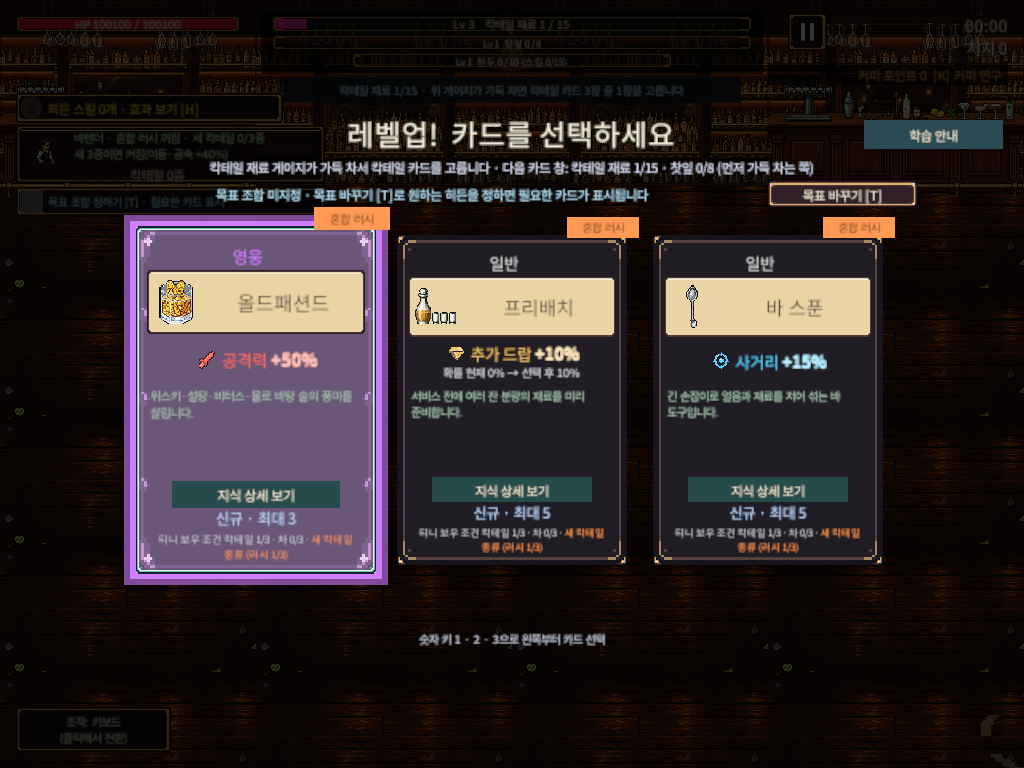 HP 100100 / 100100
Lv 3 칵테일 재료 1 / 15
00:00
Lv1 찻잎 0/8
처치 0
Lv1 원두 0/10 (스킬 0/15)
커피 포인트 0 [K] 커피 연구
칵테일 재료 1/15 · 위 게이지가 가득 차면 칵테일 카드 3장 중 1장을 고릅니다
히든 스킬 0개 · 효과 보기 [H]
바텐더 · 혼합 러시 꺼짐 · 새 칵테일 0/3종
새 3종이면 켜짐(이동·공속 +40%)
칵테일 0종
레벨업! 카드를 선택하세요
학습 안내
칵테일 재료 게이지가 가득 차서 칵테일 카드를 고릅니다 · 다음 카드 창: 칵테일 재료 1/15 · 찻잎 0/8 (먼저 가득 차는 쪽)
목표 조합 정하기 [T] · 필요한 카드 표
목표 조합 미지정 · 목표 바꾸기 [T]로 원하는 히든을 정하면 필요한 카드가 표시됩니다
목표 바꾸기 [T]
혼합 러시
영웅
올드패션드
공격력 +50%
위스키·설탕·비터스·물로 바탕 술의 풍미를
살립니다.
지식 상세 보기
신규 · 최대 3
티니 보우 조건 칵테일 1/3 · 차 0/3 · 새 칵테일
종류 (러시 1/3)
혼합 러시
일반
프리배치
추가 드랍 +10%
확률 현재 0% → 선택 후 10%
서비스 전에 여러 잔 분량의 재료를 미리
준비합니다.
지식 상세 보기
신규 · 최대 5
티니 보우 조건 칵테일 1/3 · 차 0/3 · 새 칵테일
종류 (러시 1/3)
혼합 러시
일반
바 스푼
사거리 +15%
긴 손잡이로 얼음과 재료를 저어 섞는 바
도구입니다.
지식 상세 보기
신규 · 최대 5
티니 보우 조건 칵테일 1/3 · 차 0/3 · 새 칵테일
종류 (러시 1/3)
숫자 키 1 · 2 · 3으로 왼쪽부터 카드 선택
조작: 키보드
(클릭해서 전환)